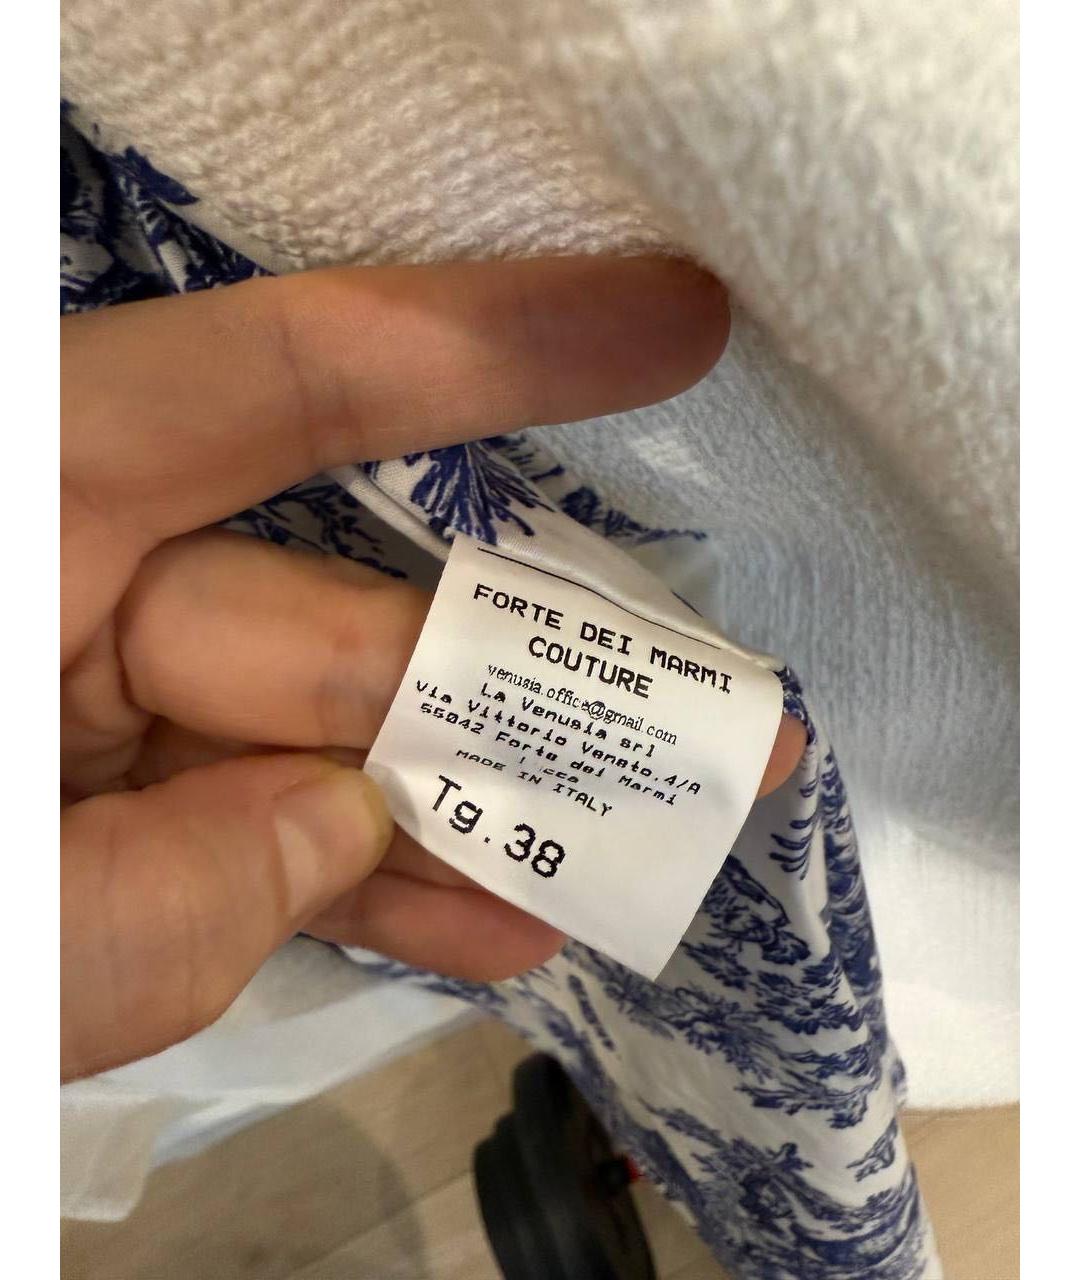 FORTE DEI MARMI
COUTURE
venusia.office@gmail.com
La Venusia srl
Via Vittorio Veneto,4/A
55042 Forte dei Marmi
MADE IN ITALY
Tg.38